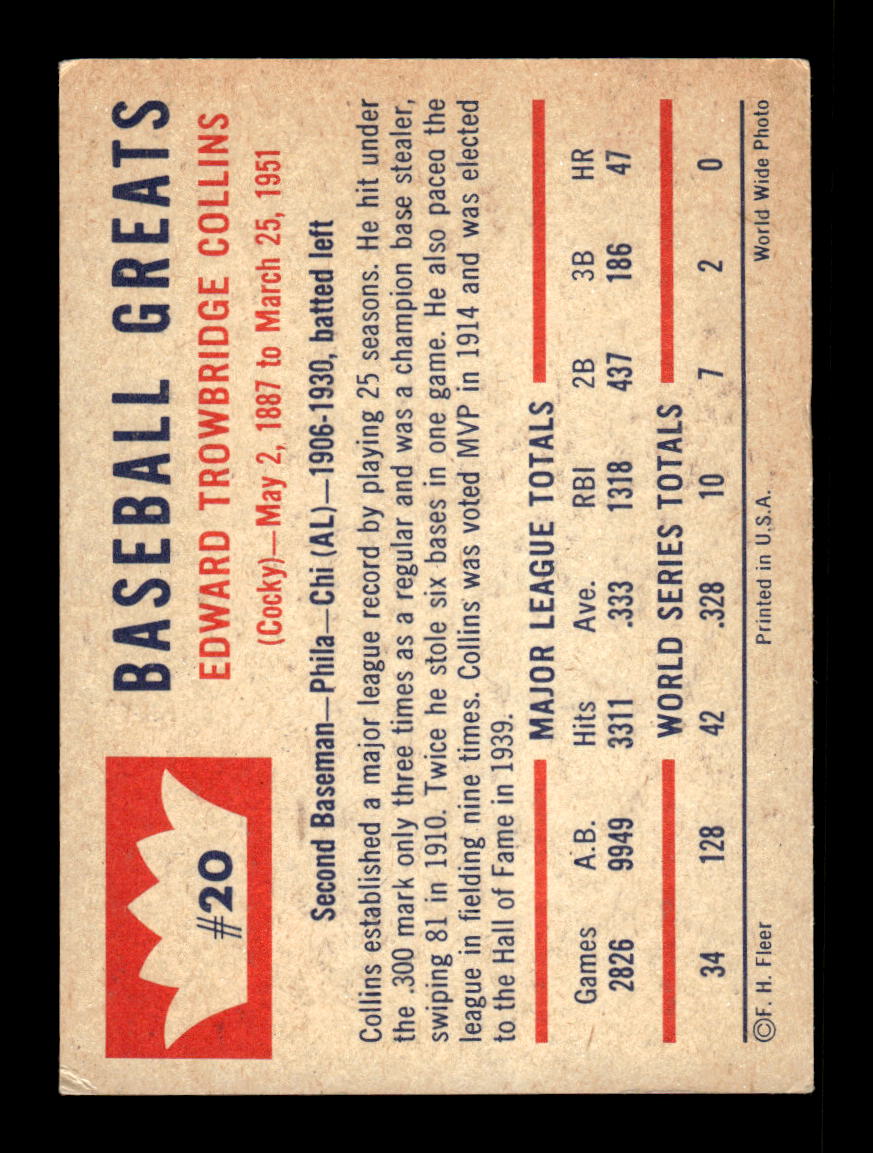 #20
BASEBALL GREATS
EDWARD TROWBRIDGE COLLINS
(Cocky)—May 2, 1887 to March 25, 1951
Second Baseman—Phila—Chi (AL)—1906-1930, batted left
Collins established a major league record by playing 25 seasons. He hit under
the .300 mark only three times as a regular and was a champion base stealer,
swiping 81 in 1910. Twice he stole six bases in one game. He also paced the
league in fielding nine times. Collins was voted MVP in 1914 and was elected
to the Hall of Fame in 1939.
MAJOR LEAGUE TOTALS
Games A.B. Hits Ave. RBI 2B 3B HR
2826 9949 3311 .333 1318 437 186 47
WORLD SERIES TOTALS
34 128 42 .328 10 7 2 0
©F. H. Fleer Printed in U.S.A. World Wide Photo